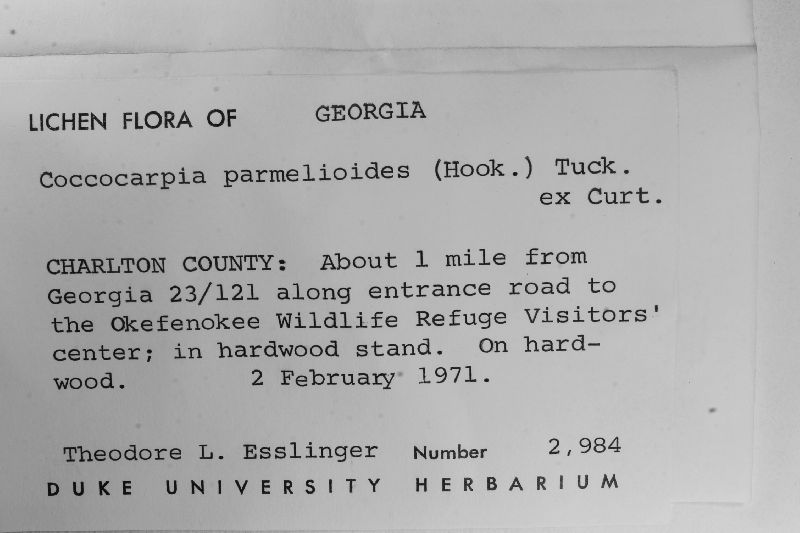 LICHEN FLORA OF GEORGIA
Coccocarpia parmelioides (Hook.) Tuck.
ex Curt.
CHARLTON COUNTY: About 1 mile from
Georgia 23/121 along entrance road to
the Okefenokee Wildlife Refuge Visitors'
center; in hardwood stand. On hard-
wood. 2 February 1971.
Theodore L. Esslinger Number 2,984
DUKE UNIVERSITY HERBARIUM